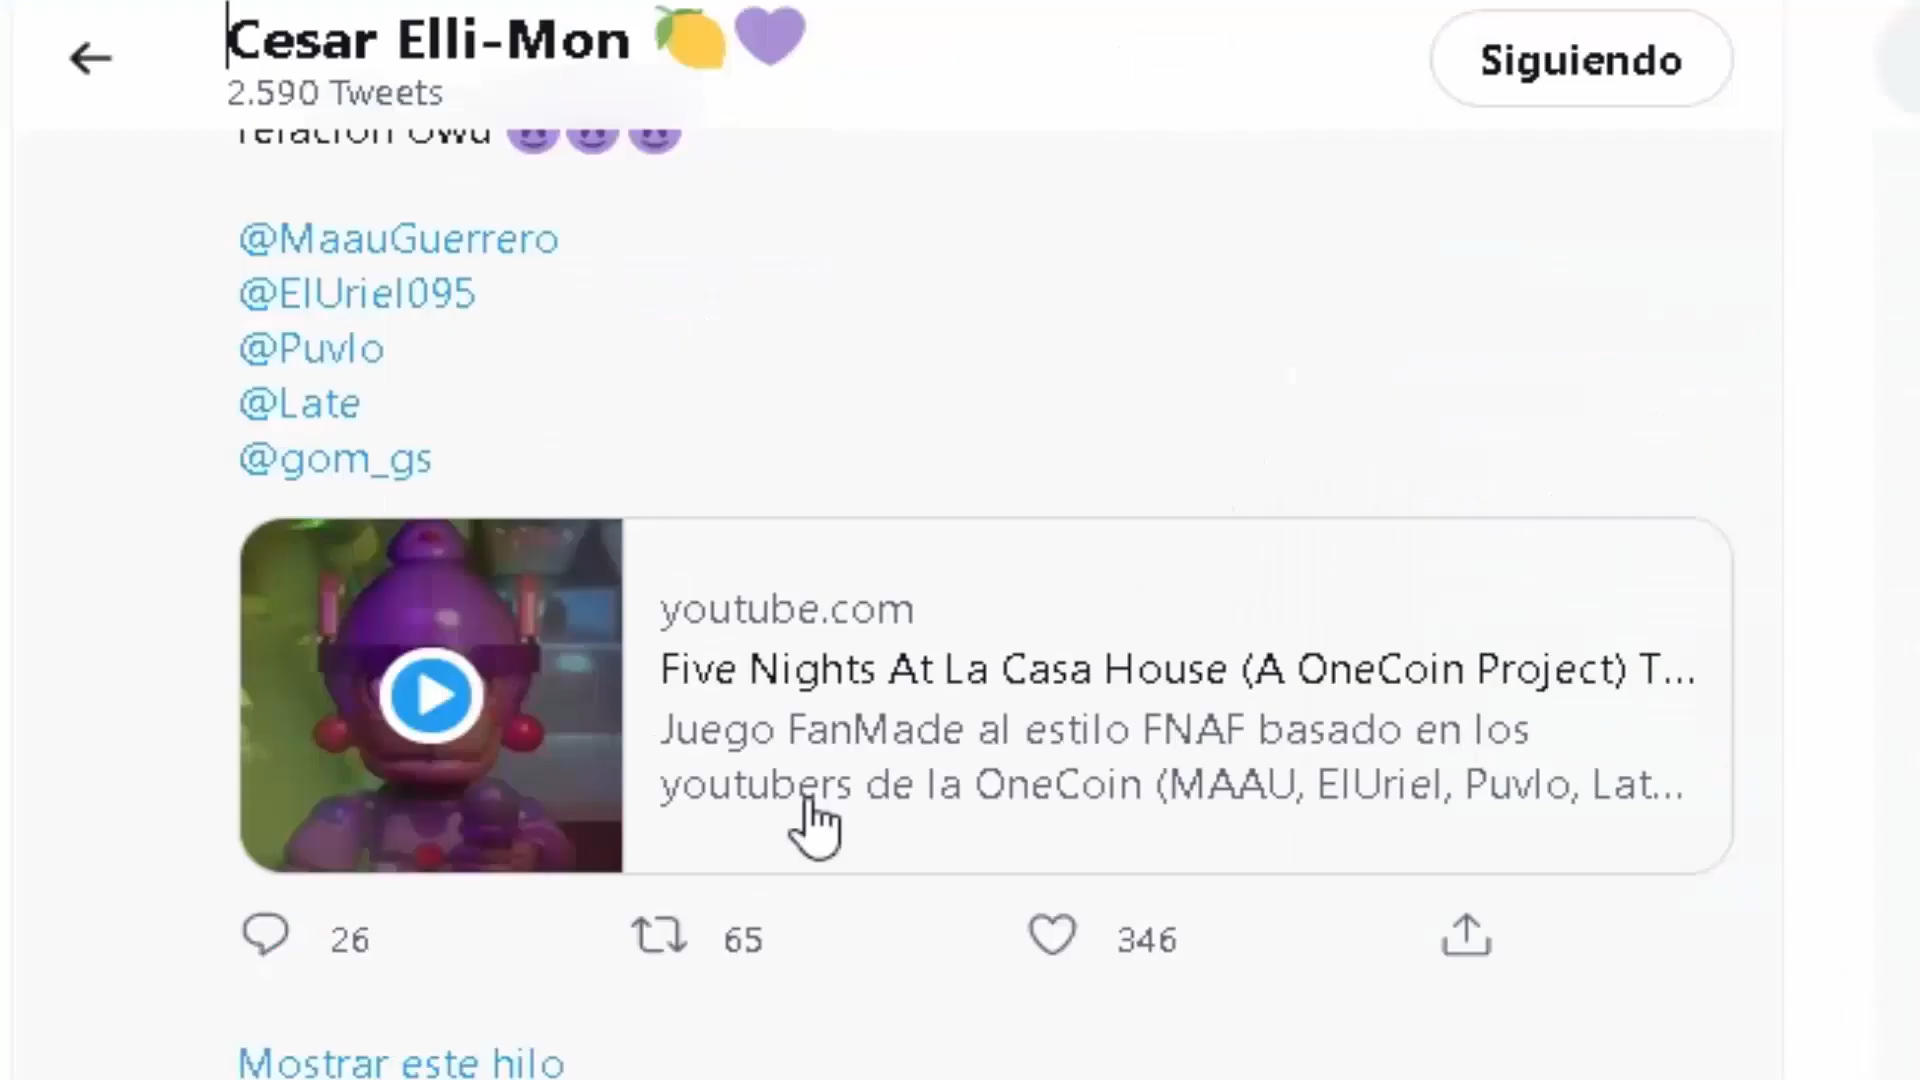 Cesar Elli-Mon 🍋💜
2.590 Tweets
Siguiendo
relación UwU 😈😈😈
@MaauGuerrero
@ElUriel095
@Puvlo
@Late
@gom_gs
youtube.com
Five Nights At La Casa House (A OneCoin Project) T...
Juego FanMade al estilo FNAF basado en los
youtubers de la OneCoin (MAAU, ElUriel, Puvlo, Lat...
26
65
346
Mostrar este hilo